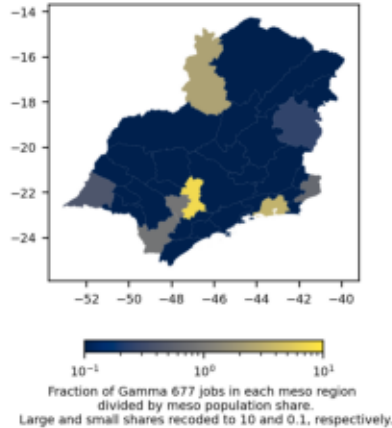 −14
−16
−18
−20
−22
−24
−52 −50 −48 −46 −44 −42 −40
10⁻¹ 10⁰ 10¹
Fraction of Gamma 677 jobs in each meso region
divided by meso population share.
Large and small shares recoded to 10 and 0.1, respectively.